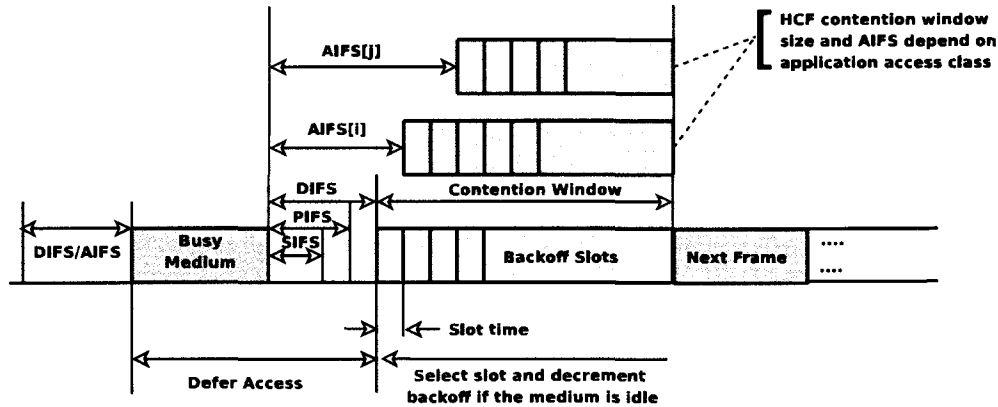 AIFS[j]
HCF contention window
size and AIFS depend on
application access class
AIFS[i]
DIFS
Contention Window
PIFS
SIFS
DIFS/AIFS
Busy
Medium
Backoff Slots
Next Frame
....
....
Slot time
Defer Access
Select slot and decrement
backoff if the medium is idle